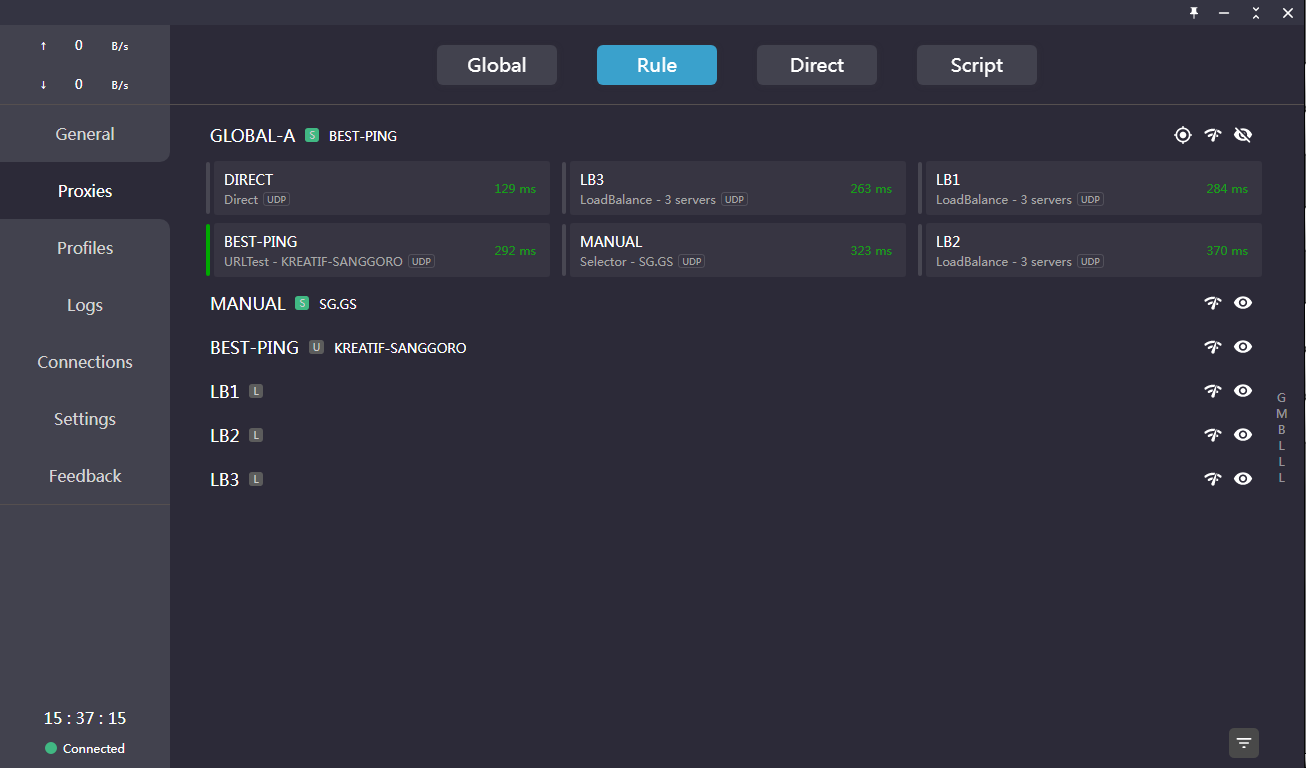 ↑ 0 B/s
↓ 0 B/s
General
Proxies
Profiles
Logs
Connections
Settings
Feedback
15 : 37 : 15
Connected
Global Rule Direct Script
GLOBAL-A S BEST-PING
DIRECT
Direct UDP
129 ms
LB3
LoadBalance - 3 servers UDP
263 ms
LB1
LoadBalance - 3 servers UDP
284 ms
BEST-PING
URLTest - KREATIF-SANGGORO UDP
292 ms
MANUAL
Selector - SG.GS UDP
323 ms
LB2
LoadBalance - 3 servers UDP
370 ms
MANUAL S SG.GS
BEST-PING U KREATIF-SANGGORO
LB1 L
LB2 L
LB3 L
G
M
B
L
L
L